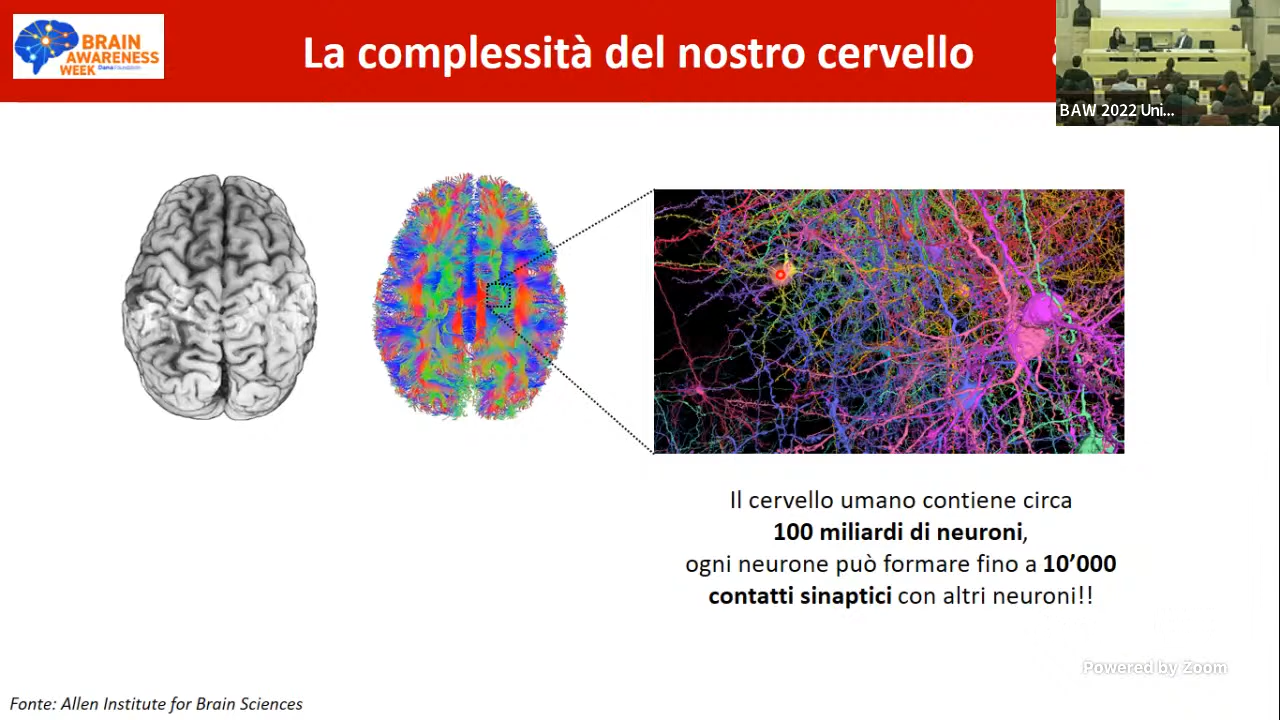 BRAIN
AWARENESS
WEEK Dana Foundation
La complessità del nostro cervello
BAW 2022 Uni...
Il cervello umano contiene circa
100 miliardi di neuroni,
ogni neurone può formare fino a 10’000
contatti sinaptici con altri neuroni!!
Powered by Zoom
Fonte: Allen Institute for Brain Sciences